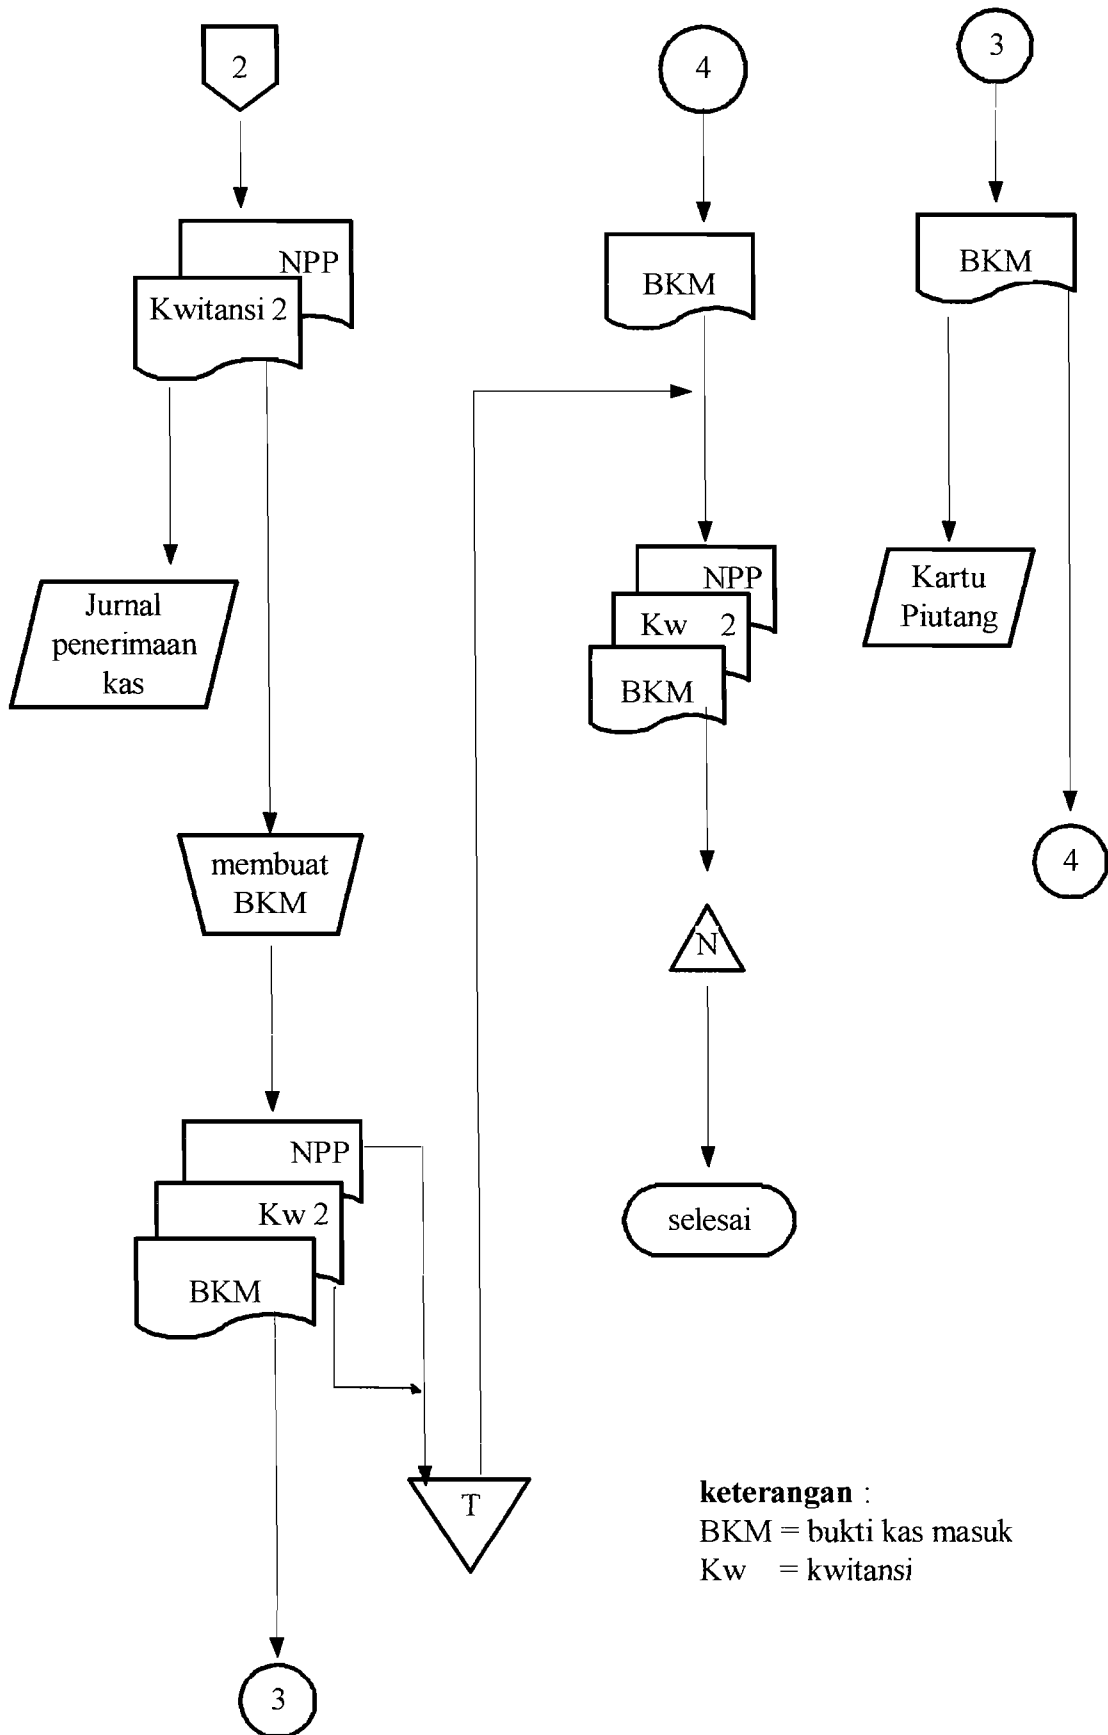 2
NPP
Kwitansi 2
Jurnal
penerimaan
kas
membuat
BKM
NPP
Kw 2
BKM
3
T
4
BKM
NPP
Kw 2
BKM
N
selesai
3
BKM
Kartu
Piutang
4
keterangan :
BKM = bukti kas masuk
Kw = kwitansi